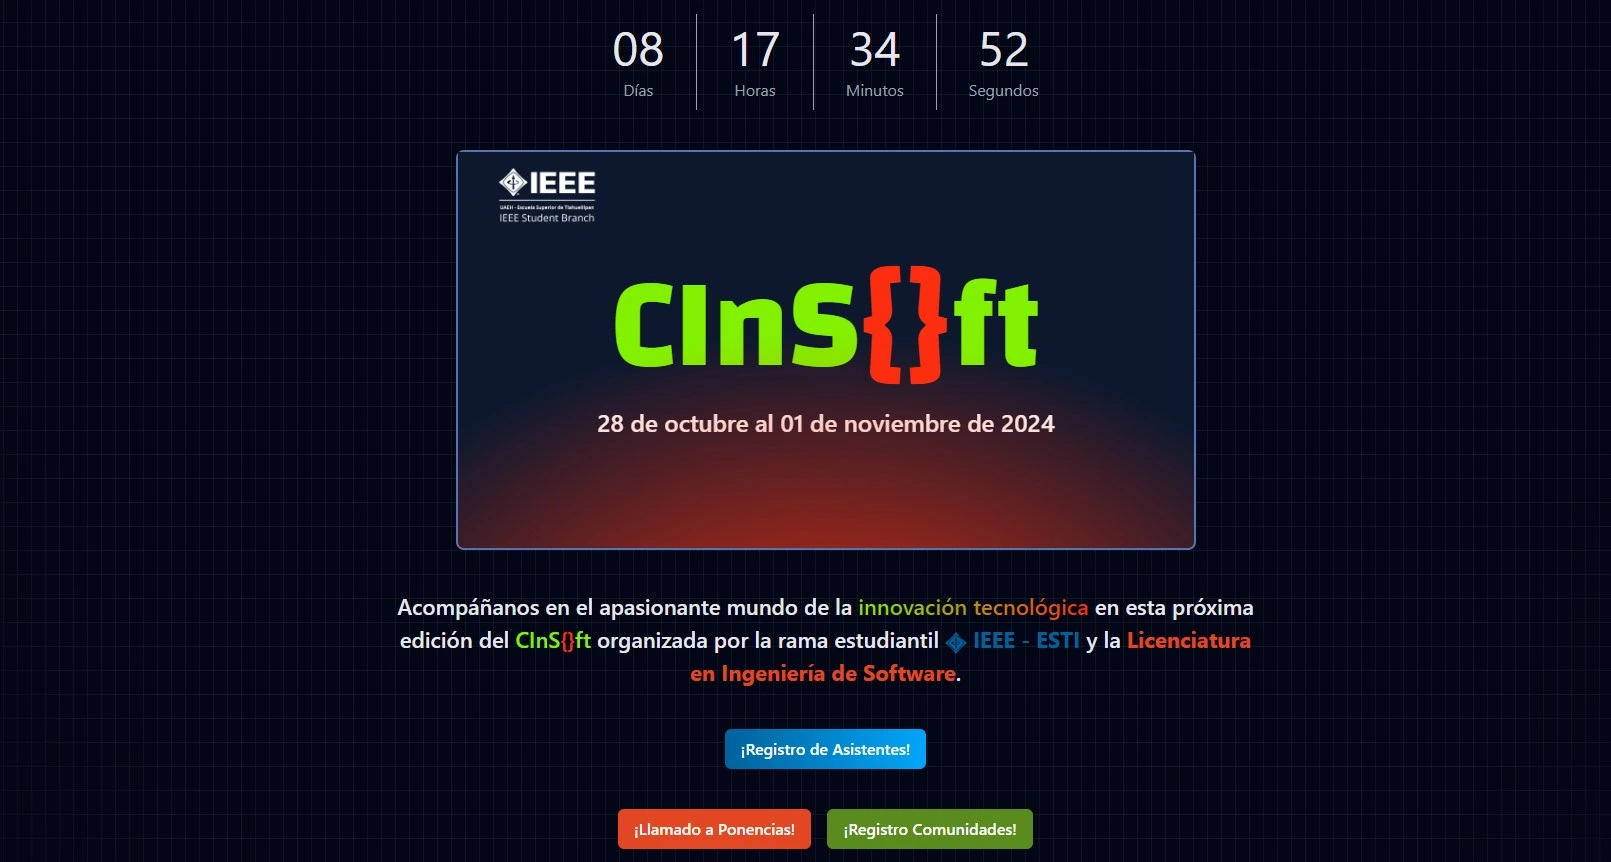 08 17 34 52
Días Horas Minutos Segundos
IEEE
UAEH - Escuela Superior de Tlahuelilpan
IEEE Student Branch
CInS{}ft
28 de octubre al 01 de noviembre de 2024
Acompáñanos en el apasionante mundo de la innovación tecnológica en esta próxima
edición del CInS{}ft organizada por la rama estudiantil IEEE - ESTI y la Licenciatura
en Ingeniería de Software.
¡Registro de Asistentes!
¡Llamado a Ponencias! ¡Registro Comunidades!